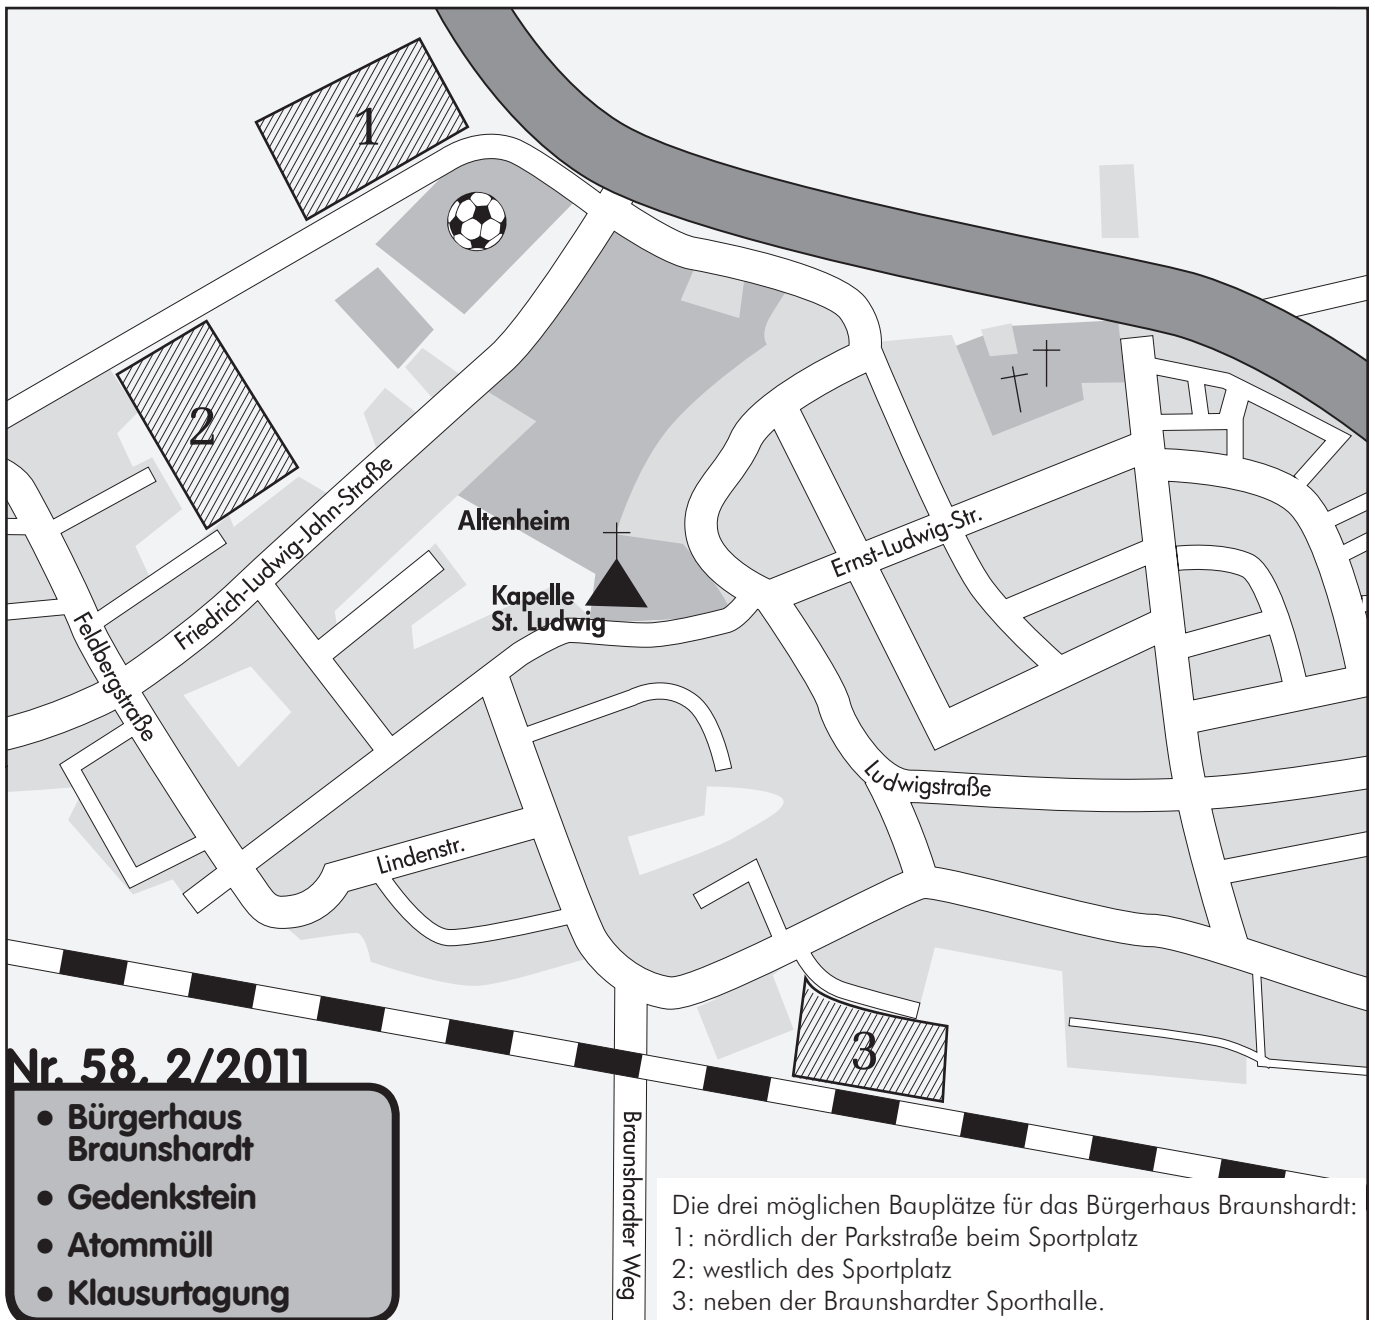 1
2
Friedrich-Ludwig-Jahn-Straße
Altenheim
Kapelle
St. Ludwig
Ernst-Ludwig-Str.
Feldbergstraße
Ludwigstraße
Lindenstr.
3
Braunshardter Weg
Nr. 58, 2/2011
• Bürgerhaus
Braunshardt
• Gedenkstein
• Atommüll
• Klausurtagung
Die drei möglichen Bauplätze für das Bürgerhaus Braunshardt:
1: nördlich der Parkstraße beim Sportplatz
2: westlich des Sportplatz
3: neben der Braunshardter Sporthalle.